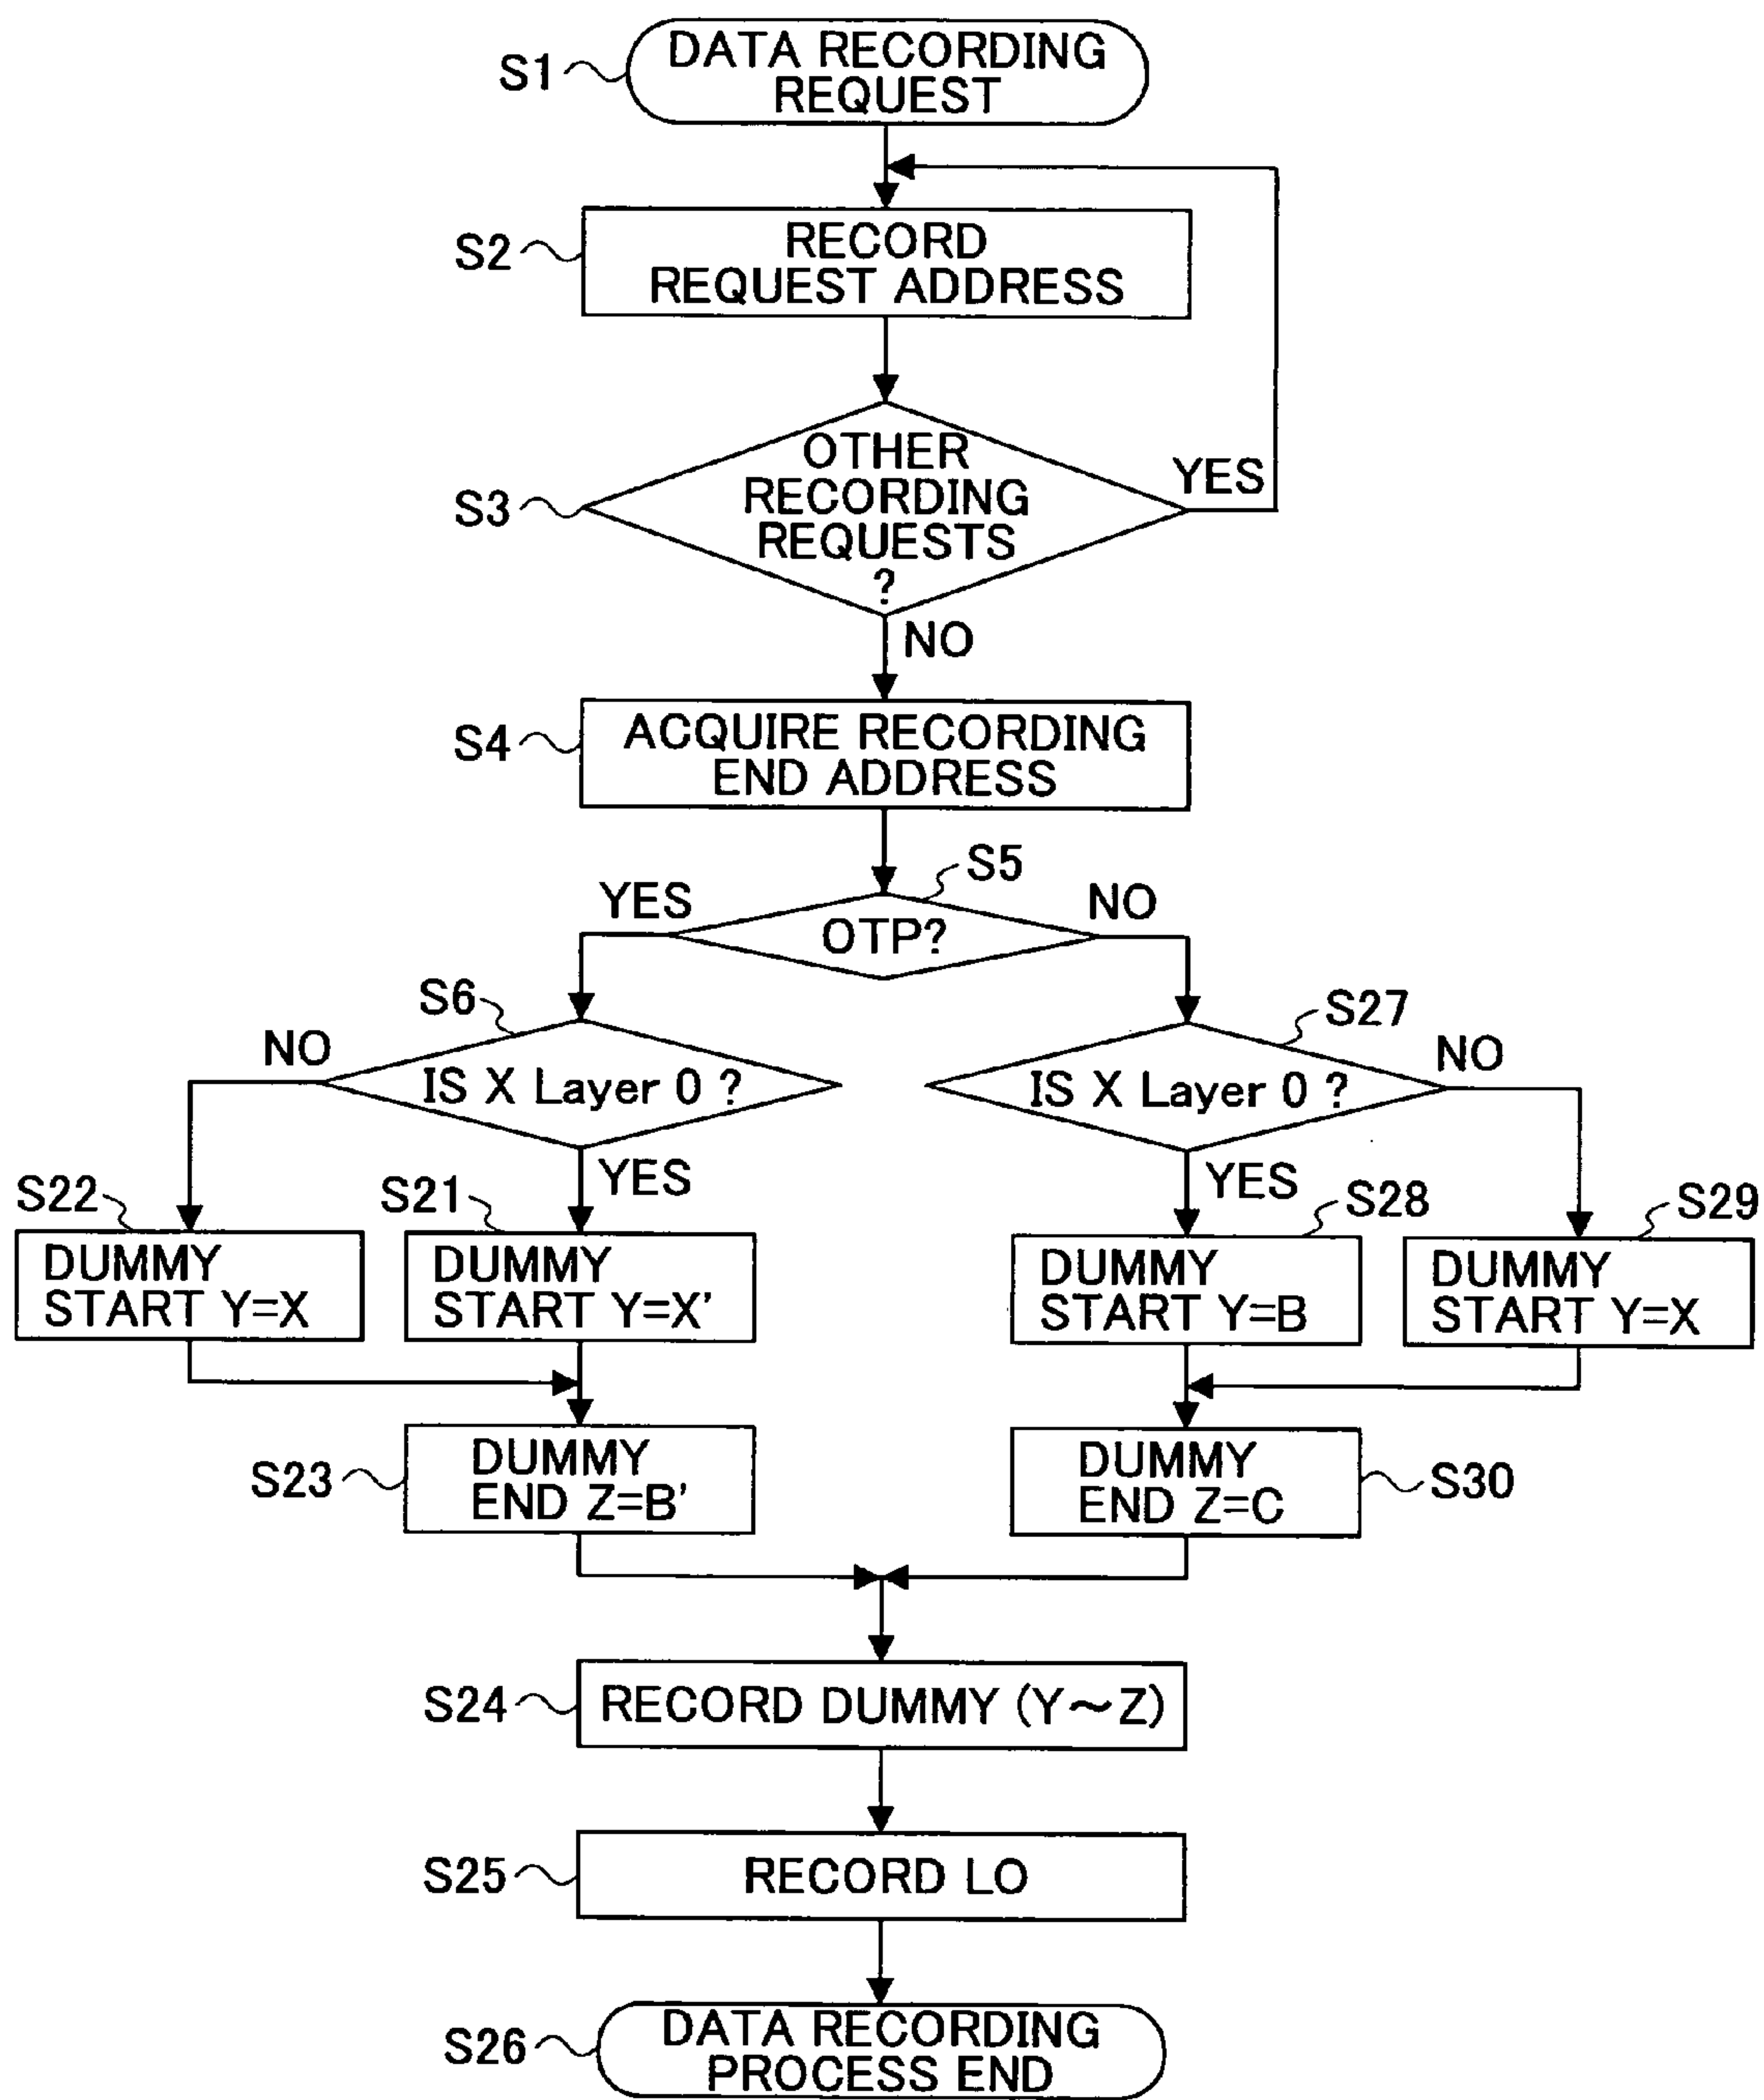 S1
DATA RECORDING
REQUEST
S2
RECORD
REQUEST ADDRESS
S3
OTHER
RECORDING
REQUESTS
?
YES
NO
S4
ACQUIRE RECORDING
END ADDRESS
S5
YES
OTP?
NO
S6
NO
IS X Layer 0 ?
YES
S27
NO
IS X Layer 0 ?
YES
S22
DUMMY
START Y=X
S21
DUMMY
START Y=X'
S28
DUMMY
START Y=B
S29
DUMMY
START Y=X
S23
DUMMY
END Z=B'
S30
DUMMY
END Z=C
S24
RECORD DUMMY (Y～Z)
S25
RECORD LO
S26
DATA RECORDING
PROCESS END